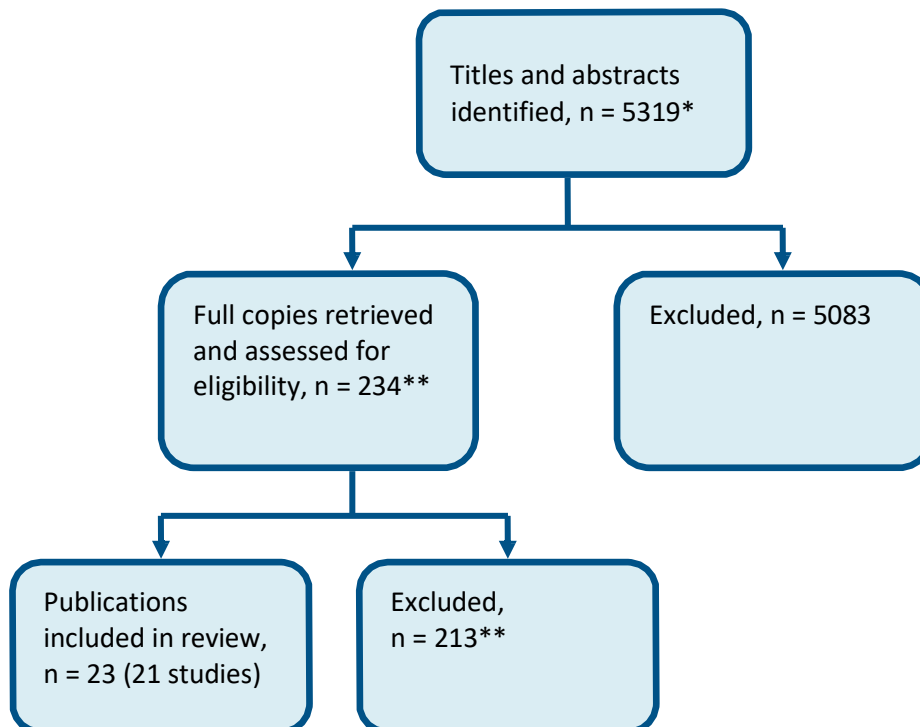 Titles and abstracts
identified, n = 5319*
Full copies retrieved
and assessed for
eligibility, n = 234**
Excluded, n = 5083
Publications
included in review,
n = 23 (21 studies)
Excluded,
n = 213**